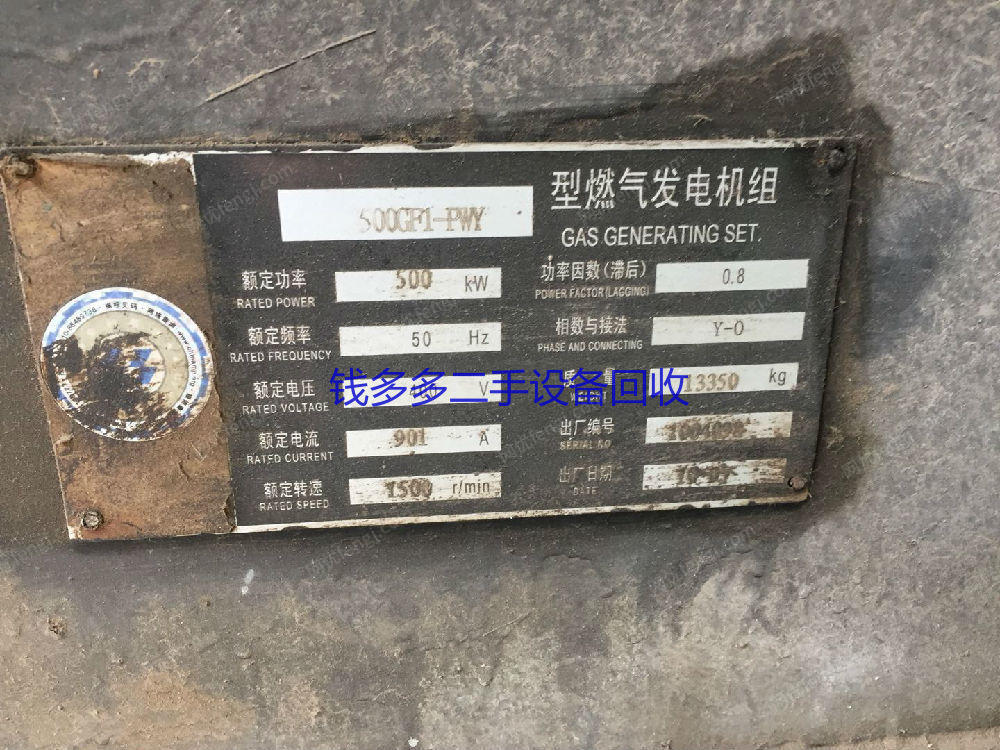 500GF1-PWY 型燃气发电机组
GAS GENERATING SET.
额定功率 500 kW 功率因数(滞后) 0.8
RATED POWER POWER FACTOR(LAGGING)
额定频率 50 Hz 相数与接法 Y-0
RATED FREQUENCY PHASE AND CONNECTING
额定电压 V 13350 kg
RATED VOLTAGE
钱多多二手设备回收
额定电流 901 A 出厂编号
RATED CURRENT SERIAL NO
额定转速 1500 r/min 出厂日期
RATED SPEED DATE